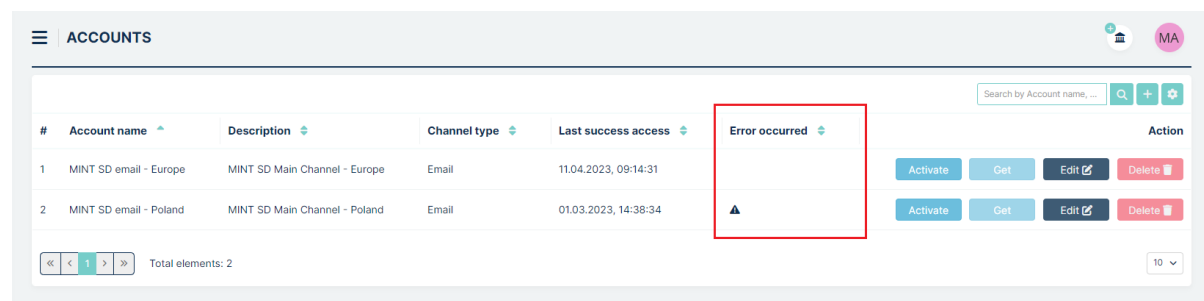 ACCOUNTS
MA
Search by Account name, ...
# Account name Description Channel type Last success access Error occurred Action
1 MINT SD email - Europe MINT SD Main Channel - Europe Email 11.04.2023, 09:14:31 Activate Get Edit Delete
2 MINT SD email - Poland MINT SD Main Channel - Poland Email 01.03.2023, 14:38:34 Activate Get Edit Delete
« < 1 > » Total elements: 2 10